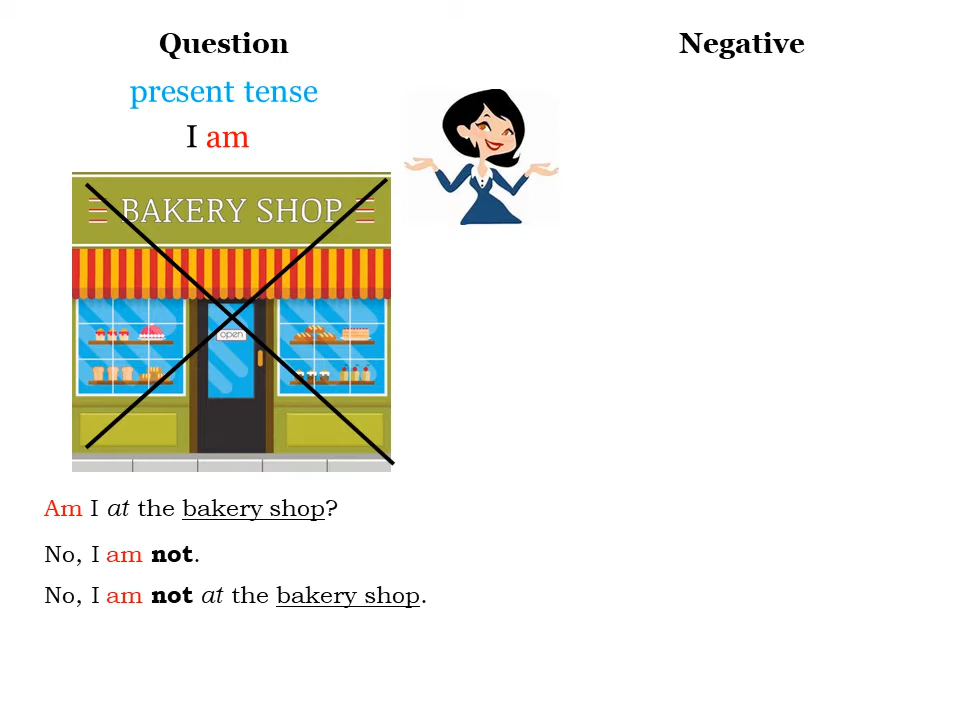 Question
Negative
present tense
I am
BAKERY SHOP
open
Am I at the bakery shop?
No, I am not.
No, I am not at the bakery shop.